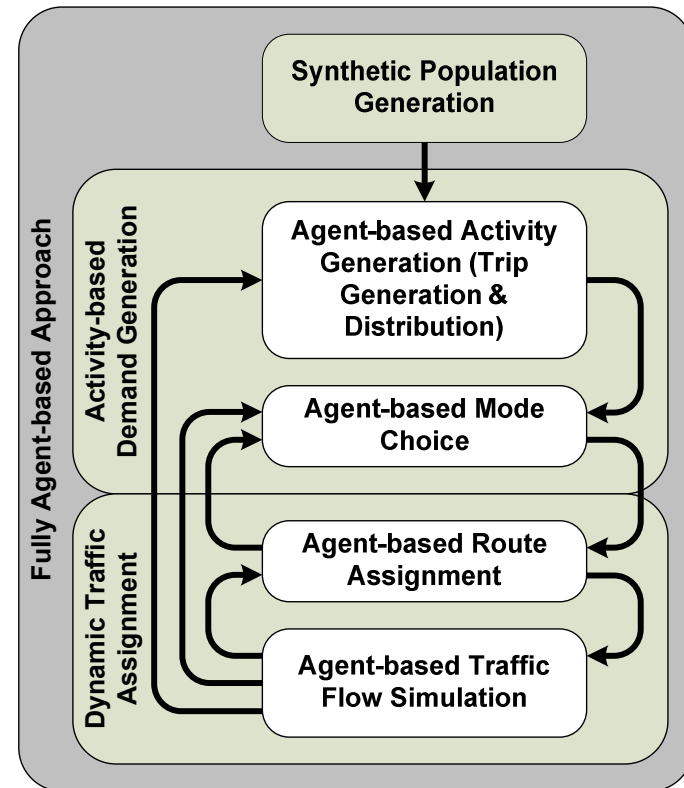 Fully Agent-based Approach
Synthetic Population
Generation
Activity-based
Demand Generation
Agent-based Activity
Generation (Trip
Generation &
Distribution)
Agent-based Mode
Choice
Dynamic Traffic
Assignment
Agent-based Route
Assignment
Agent-based Traffic
Flow Simulation